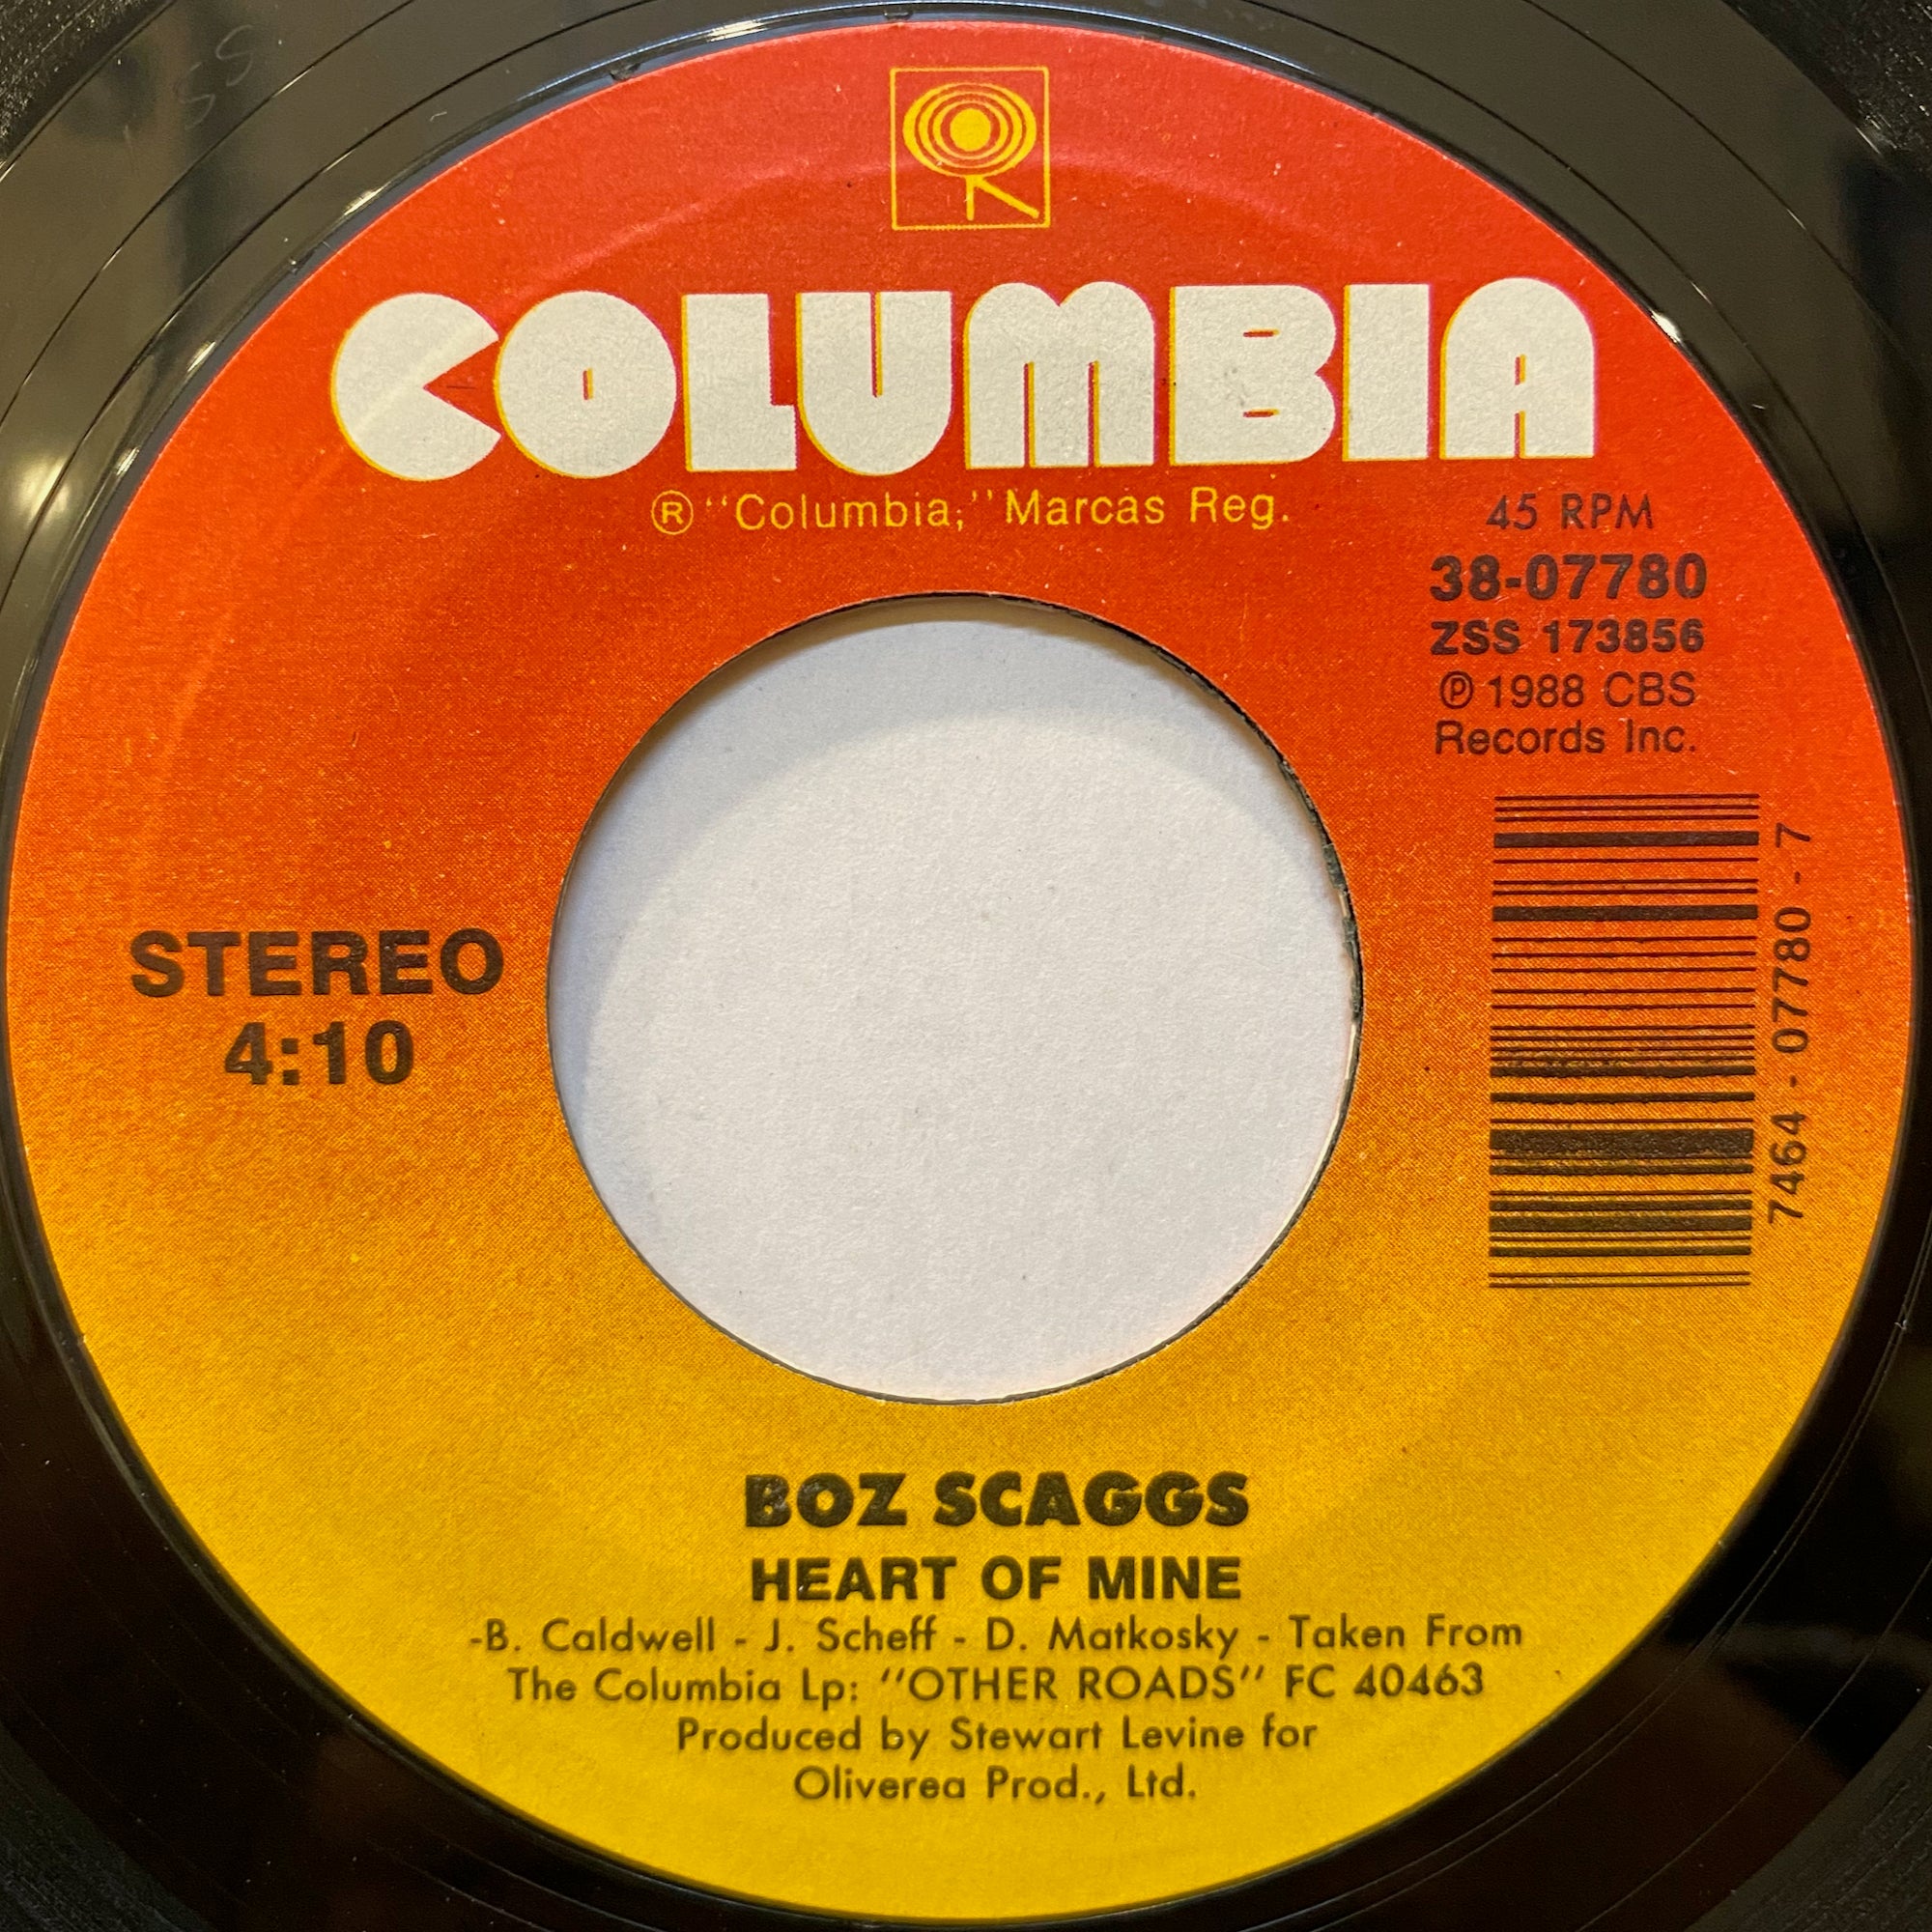 COLUMBIA
Ⓡ "Columbia," Marcas Reg.
45 RPM
38-07780
ZSS 173856
Ⓟ 1988 CBS
Records Inc.
7464 - 07780 - 7
STEREO
4:10
BOZ SCAGGS
HEART OF MINE
-B. Caldwell - J. Scheff - D. Matkosky - Taken From
The Columbia Lp: "OTHER ROADS" FC 40463
Produced by Stewart Levine for
Oliverea Prod., Ltd.